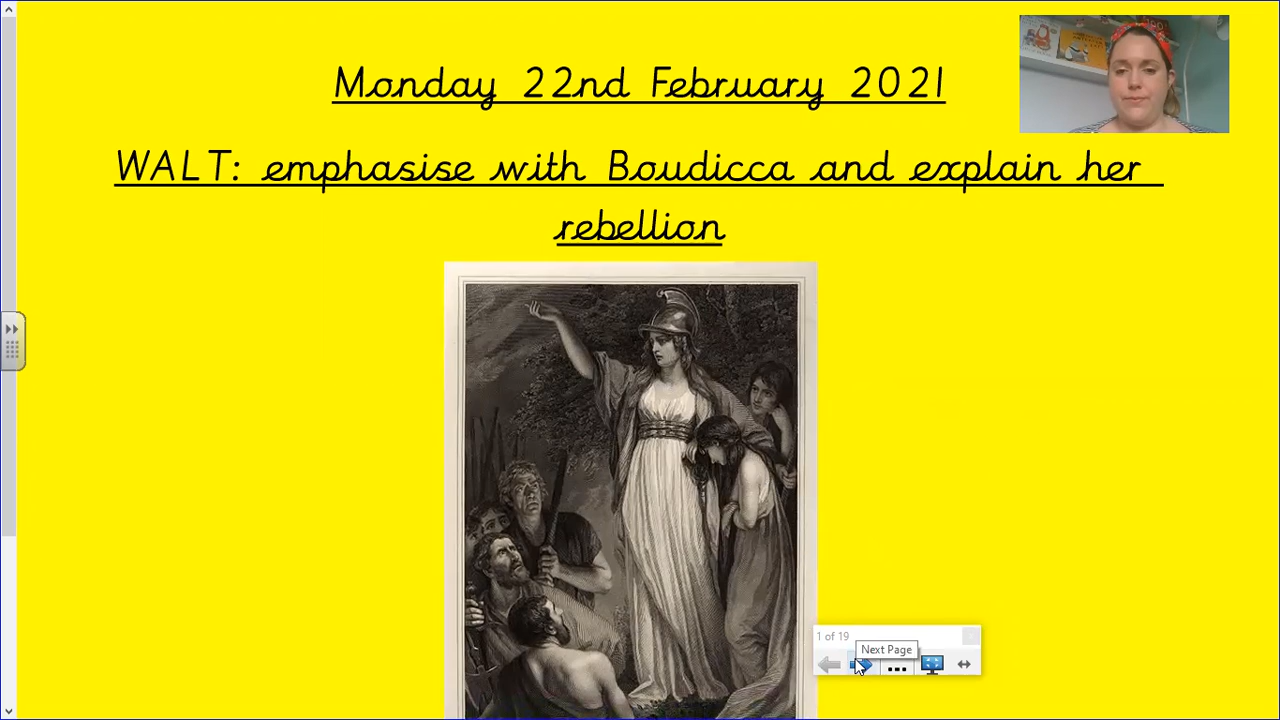 Monday 22nd February 2021
WALT: emphasise with Boudicca and explain her
rebellion
1 of 19
Next Page